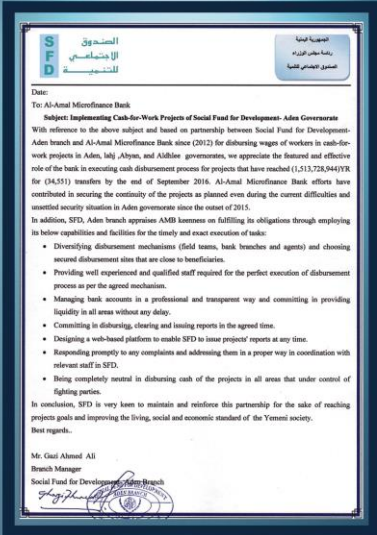 S
F
D
الصندوق
الاجتماعي
للتنمية
الجمهورية اليمنية
رئاسة مجلس الوزراء
الصندوق الاجتماعي للتنمية
Date:
To: Al-Amal Microfinance Bank
Subject: Implementing Cash-for-Work Projects of Social Fund for Development- Aden Governorate
With reference to the above subject and based on partnership between Social Fund for Development-
Aden branch and Al-Amal Microfinance Bank since (2012) for disbursing wages of workers in cash-for-
work projects in Aden, lahj ,Abyan, and Aldhlee governorates, we appreciate the featured and effective
role of the bank in executing cash disbursement process for projects that have reached (1,513,728,944)YR
for (34,551) transfers by the end of September 2016. Al-Amal Microfinance Bank efforts have
contributed in securing the continuity of the projects as planned even during the current difficulties and
unsettled security situation in Aden governorate since the outset of 2015.
In addition, SFD, Aden branch appraises AMB keenness on fulfilling its obligations through employing
its below capabilities and facilities for the timely and exact execution of tasks:
• Diversifying disbursement mechanisms (field teams, bank branches and agents) and choosing
secured disbursement sites that are close to beneficiaries.
• Providing well experienced and qualified staff required for the perfect execution of disbursement
process as per the agreed mechanism.
• Managing bank accounts in a professional and transparent way and committing in providing
liquidity in all areas without any delay.
• Committing in disbursing, clearing and issuing reports in the agreed time.
• Designing a web-based platform to enable SFD to issue projects' reports at any time.
• Responding promptly to any complaints and addressing them in a proper way in coordination with
relevant staff in SFD.
• Being completely neutral in disbursing cash of the projects in all areas that under control of
fighting parties.
In conclusion, SFD is very keen to maintain and reinforce this partnership for the sake of reaching
projects goals and improving the living, social and economic standard of the Yemeni society.
Best regards..
Mr. Gazi Ahmed Ali
Branch Manager
Social Fund for Development- Aden Branch